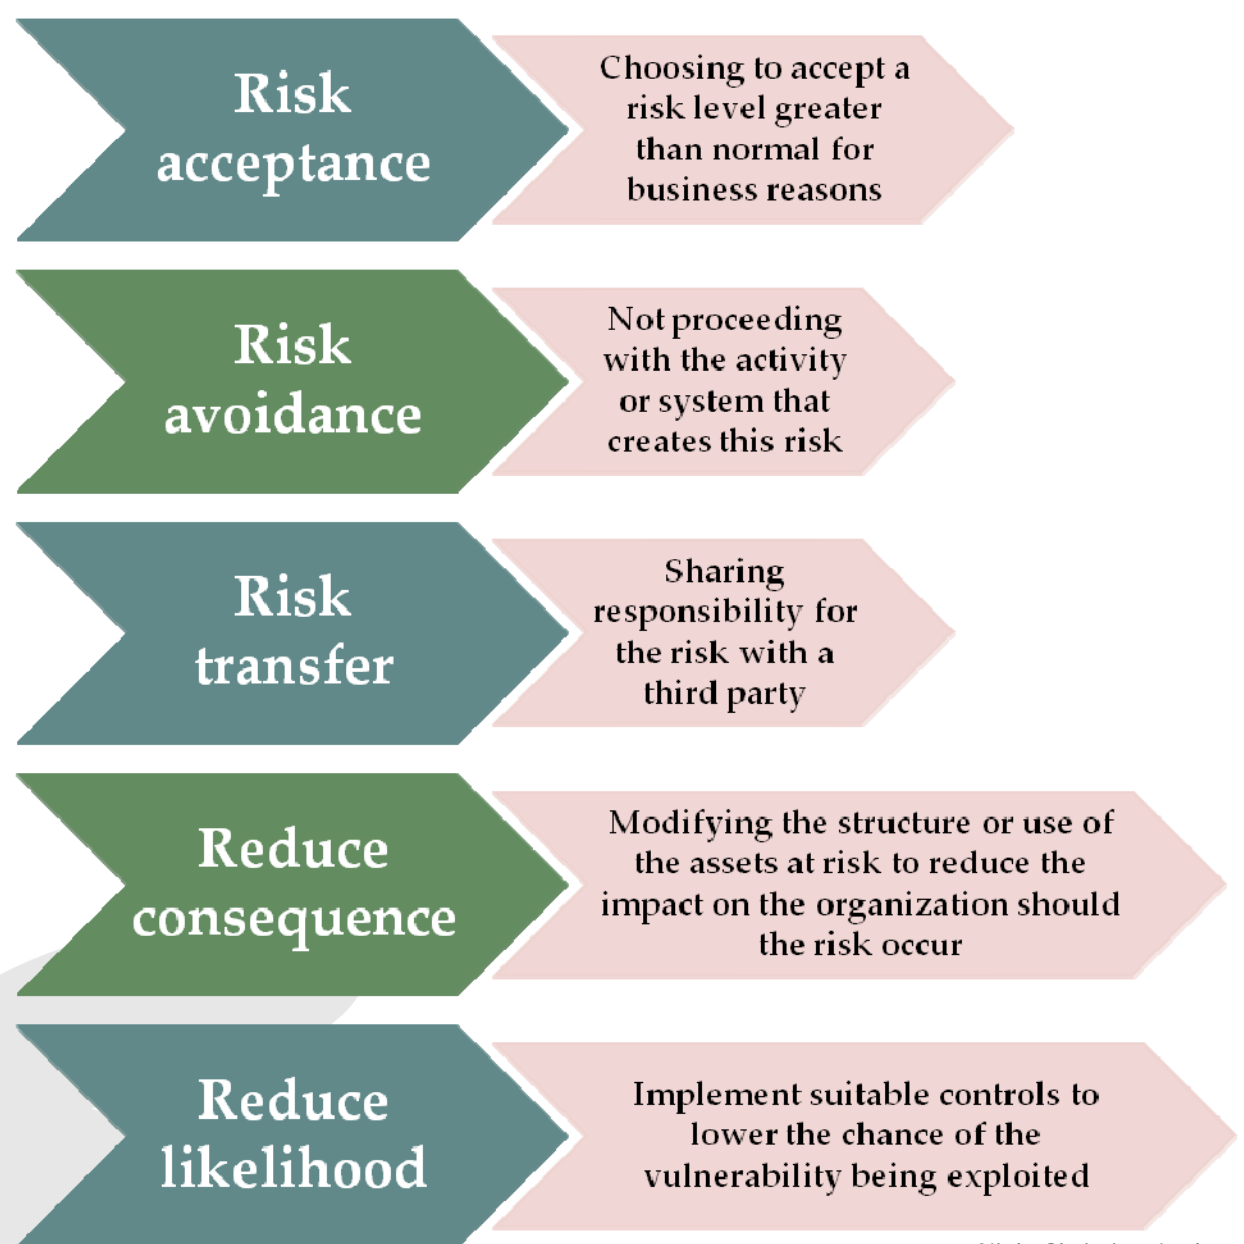 Risk
acceptance
Choosing to accept a
risk level greater
than normal for
business reasons
Risk
avoidance
Not proceeding
with the activity
or system that
creates this risk
Risk
transfer
Sharing
responsibility for
the risk with a
third party
Reduce
consequence
Modifying the structure or use of
the assets at risk to reduce the
impact on the organization should
the risk occur
Reduce
likelihood
Implement suitable controls to
lower the chance of the
vulnerability being exploited